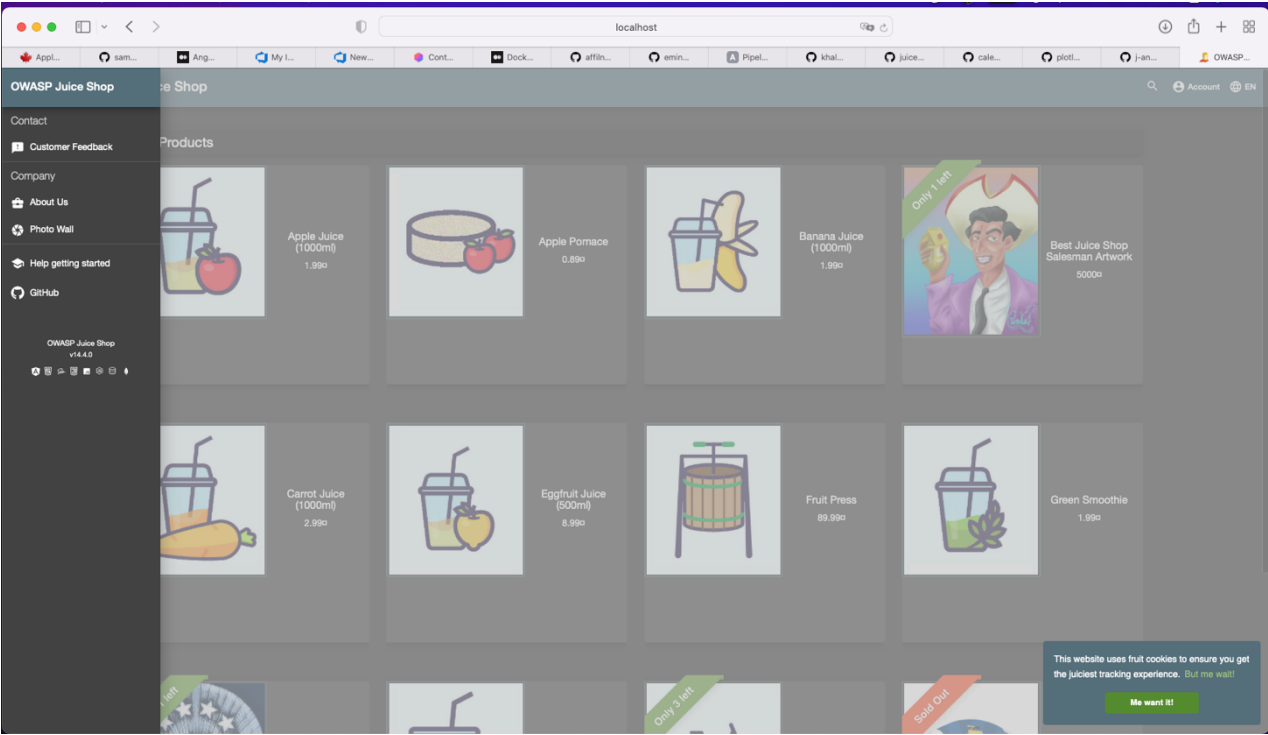 localhost
Appl...
sam...
Ang...
My I...
New...
Cont...
Dock...
affiln...
emin...
Pipel...
khal...
juice...
cale...
plotl...
j-an...
OWASP...
OWASP Juice Shop
ce Shop
Account
EN
Contact
Customer Feedback
Company
About Us
Photo Wall
Help getting started
GitHub
OWASP Juice Shop
v14.4.0
Products
Apple Juice
(1000ml)
1.99¤
Apple Pomace
0.89¤
Banana Juice
(1000ml)
1.99¤
Only 1 left
Best Juice Shop
Salesman Artwork
5000¤
Carrot Juice
(1000ml)
2.99¤
Eggfruit Juice
(500ml)
8.99¤
Fruit Press
89.99¤
Green Smoothie
1.99¤
left
Only 3 left
Sold Out
This website uses fruit cookies to ensure you get
the juiciest tracking experience. But me wait!
Me want it!